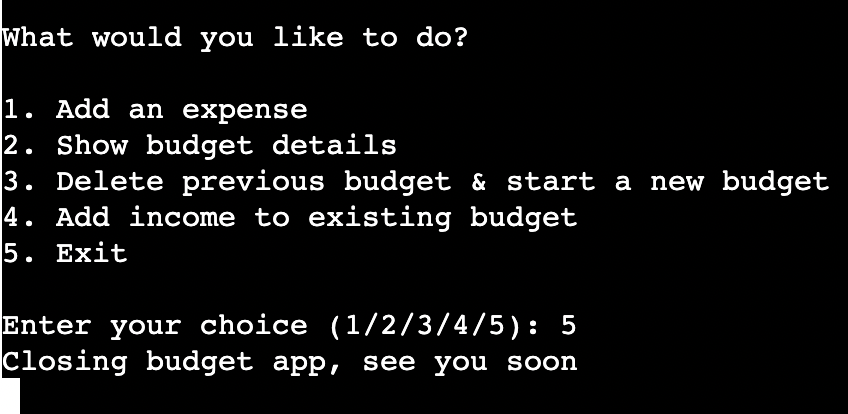 What would you like to do?
1. Add an expense
2. Show budget details
3. Delete previous budget & start a new budget
4. Add income to existing budget
5. Exit
Enter your choice (1/2/3/4/5): 5
Closing budget app, see you soon